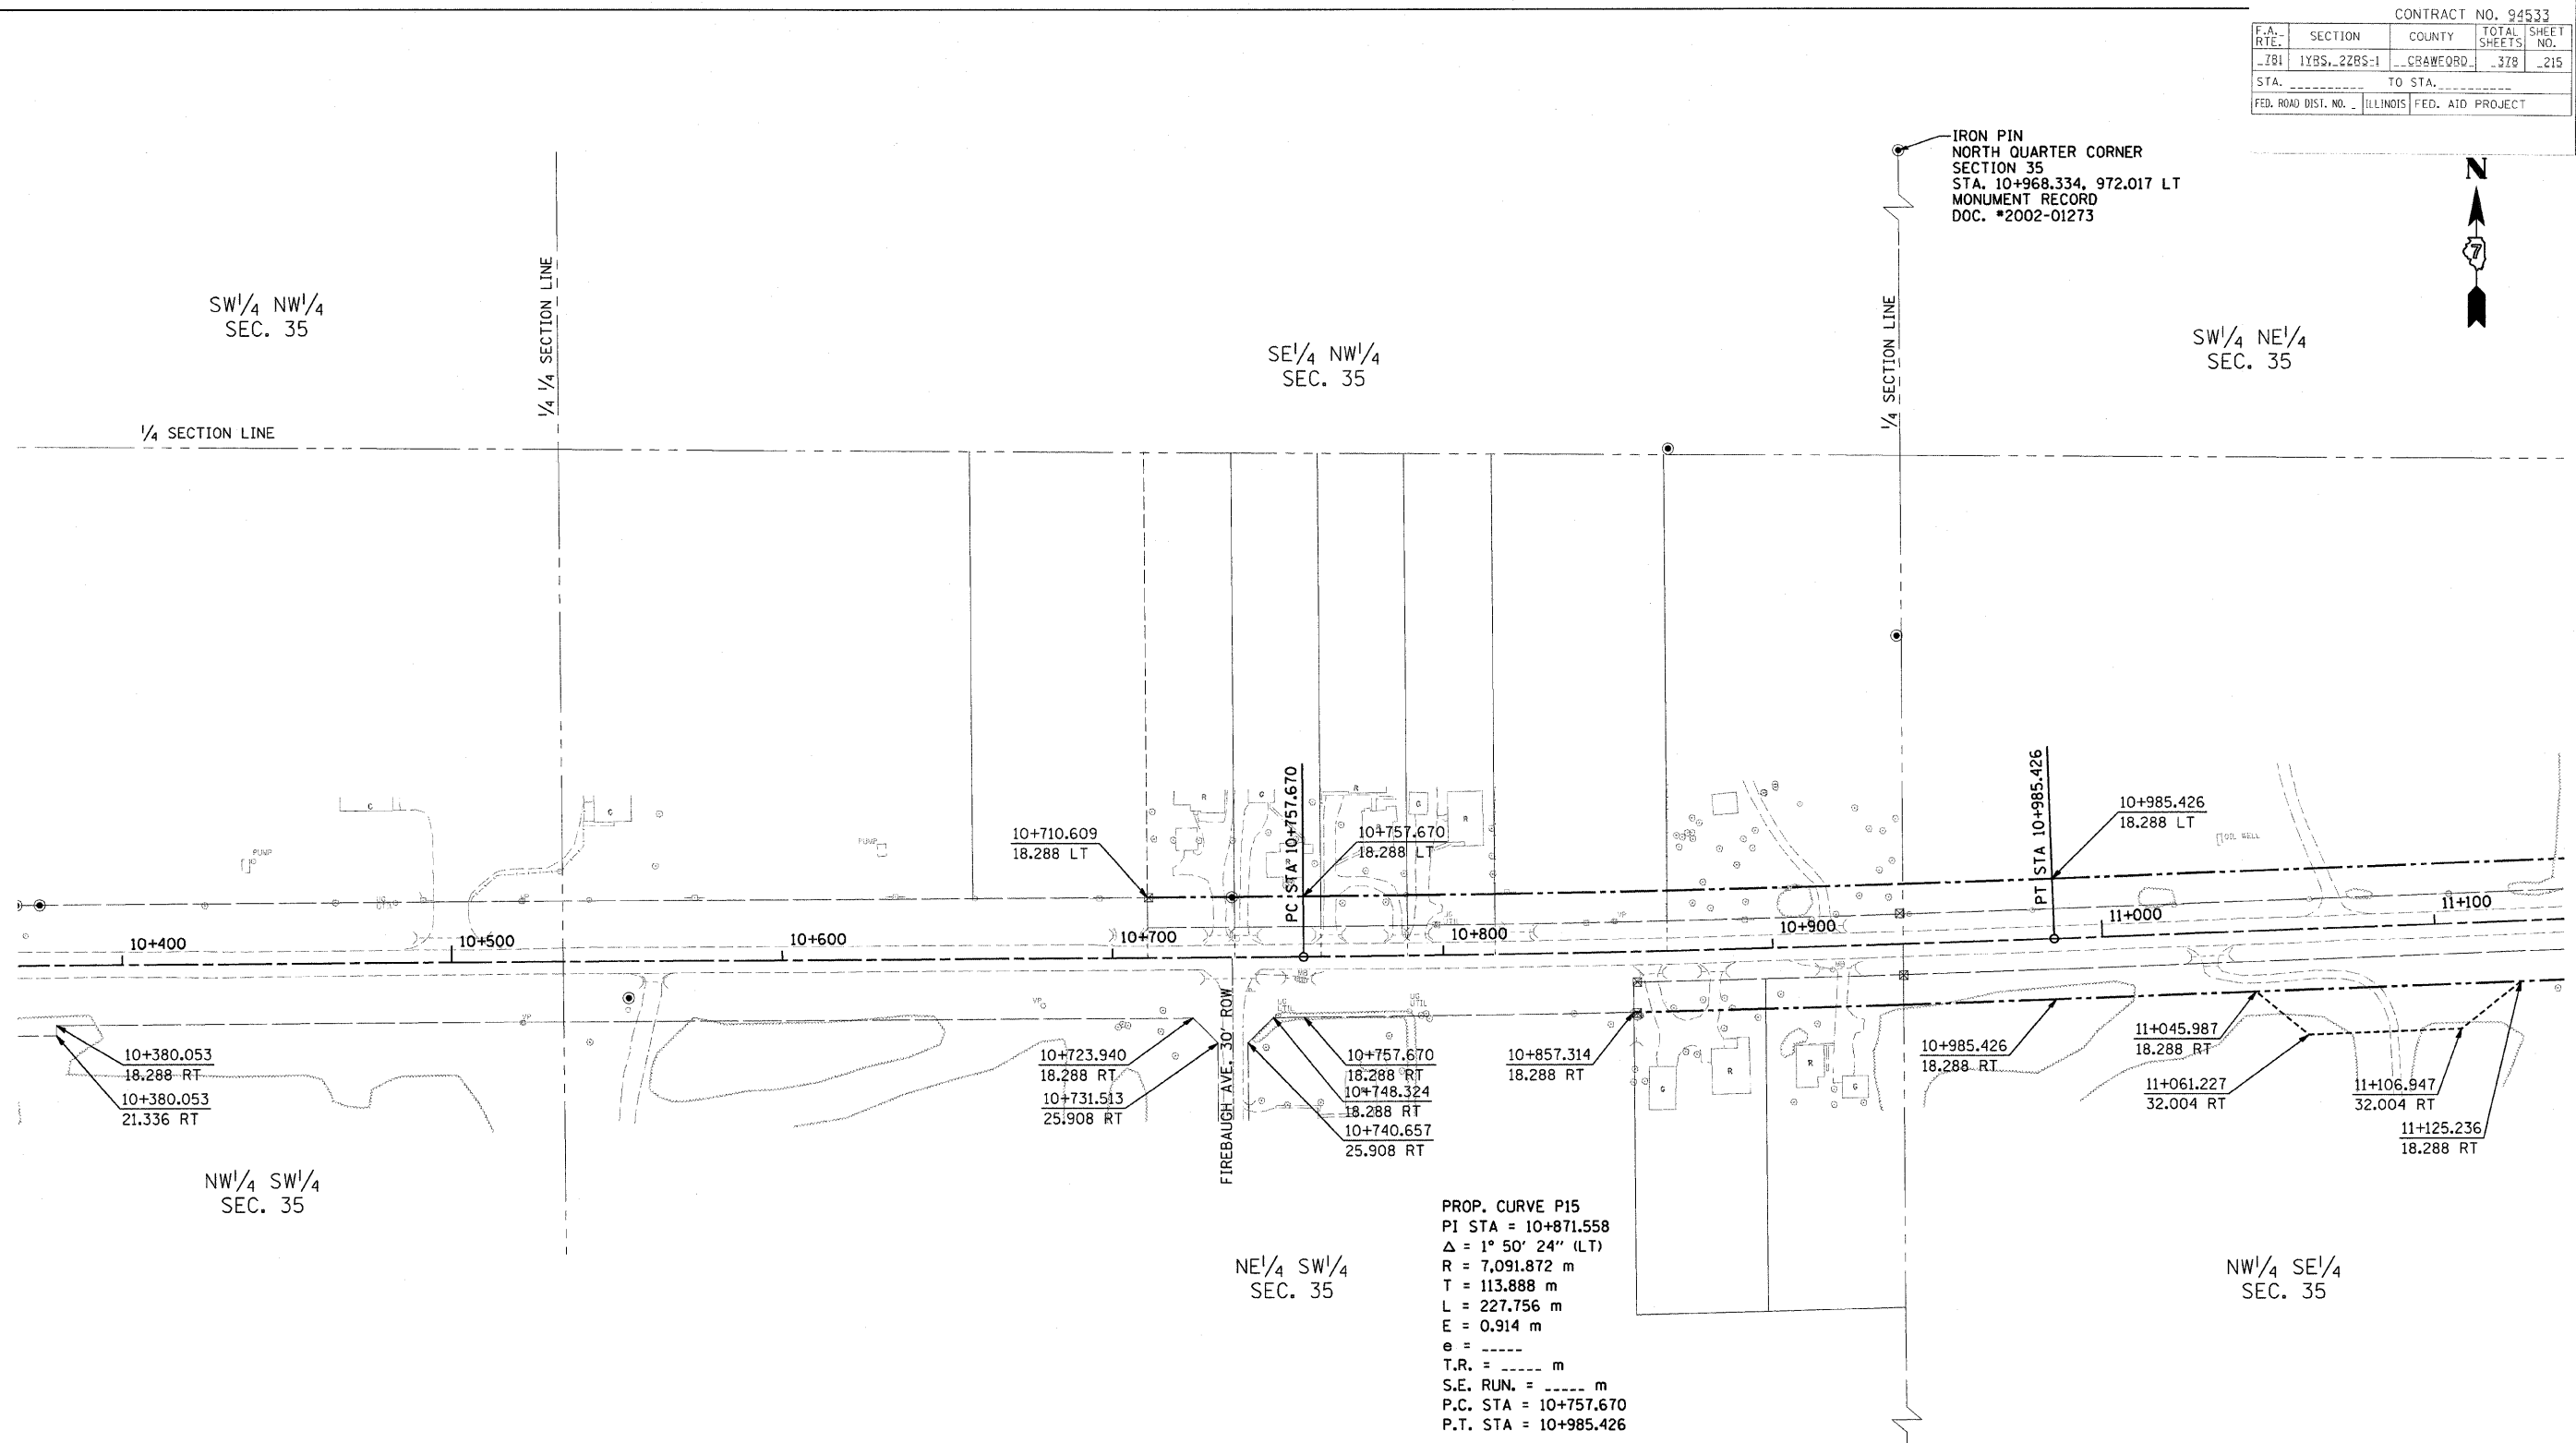 CONTRACT NO. 94533
F.A. RTE. SECTION COUNTY TOTAL SHEETS SHEET NO.
781 1YBS, 2ZBS-1 CRAWFORD 378 215
STA. TO STA.
FED. ROAD DIST. NO. ILLINOIS FED. AID PROJECT
IRON PIN
NORTH QUARTER CORNER
SECTION 35
STA. 10+968.334, 972.017 LT
MONUMENT RECORD
DOC. #2002-01273
N
7
SW1/4 NW1/4
SEC. 35
1/4 1/4 SECTION LINE
SE1/4 NW1/4
SEC. 35
1/4 SECTION LINE
SW1/4 NE1/4
SEC. 35
1/4 SECTION LINE
PC STA 10+757.670
PT STA 10+985.426
10+710.609
18.288 LT
10+757.670
18.288 LT
10+985.426
18.288 LT
C
G
R
G
R
R
PUMP
PUMP
OIL WELL
10+400
10+500
10+600
10+700
10+800
10+900
11+000
11+100
VP
UG
UTIL
UG
UTIL
FIREBAUGH AVE. 30' ROW
10+380.053
18.288 RT
10+380.053
21.336 RT
10+723.940
18.288 RT
10+731.513
25.908 RT
10+757.670
18.288 RT
10+748.324
18.288 RT
10+740.657
25.908 RT
10+857.314
18.288 RT
G
R
R
G
10+985.426
18.288 RT
11+045.987
18.288 RT
11+061.227
32.004 RT
11+106.947
32.004 RT
11+125.236
18.288 RT
NW1/4 SW1/4
SEC. 35
NE1/4 SW1/4
SEC. 35
NW1/4 SE1/4
SEC. 35
PROP. CURVE P15
PI STA = 10+871.558
Δ = 1° 50' 24" (LT)
R = 7,091.872 m
T = 113.888 m
L = 227.756 m
E = 0.914 m
e = -----
T.R. = ----- m
S.E. RUN. = ----- m
P.C. STA = 10+757.670
P.T. STA = 10+985.426